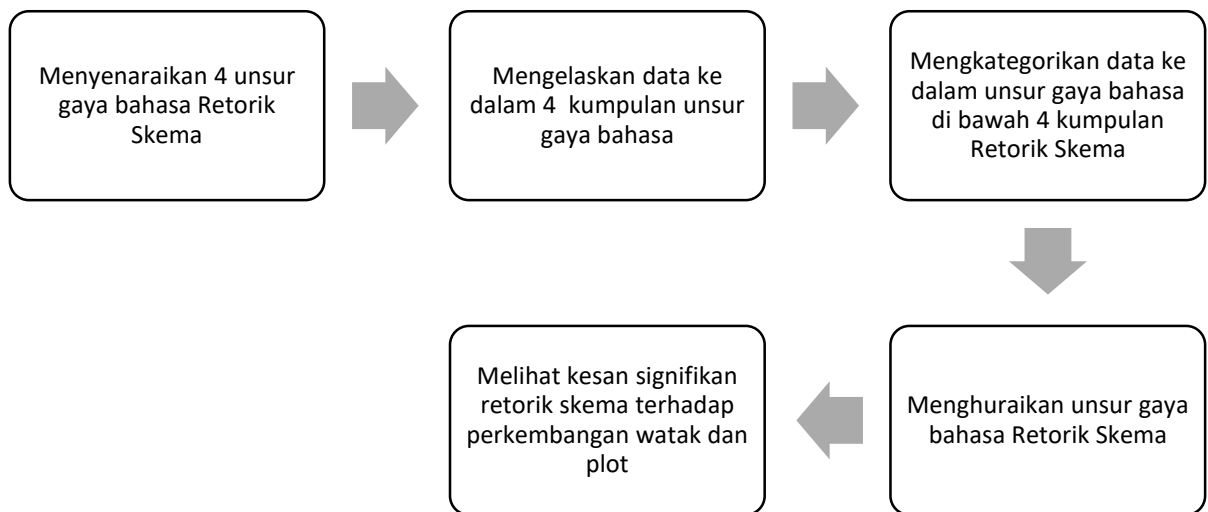 Menyenaraikan 4 unsur
gaya bahasa Retorik
Skema
Mengelaskan data ke
dalam 4 kumpulan unsur
gaya bahasa
Mengkategorikan data ke
dalam unsur gaya bahasa
di bawah 4 kumpulan
Retorik Skema
Menghuraikan unsur gaya
bahasa Retorik Skema
Melihat kesan signifikan
retorik skema terhadap
perkembangan watak dan
plot